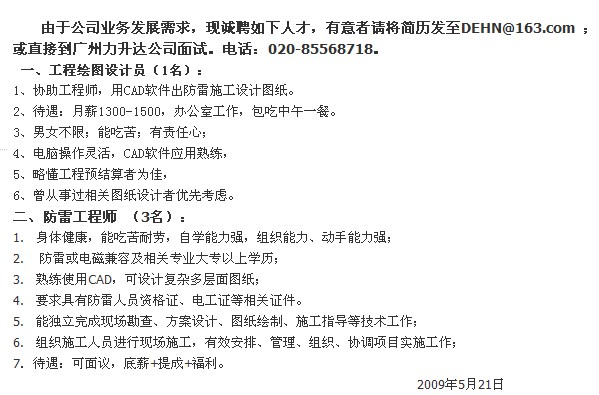 由于公司业务发展需求，现诚聘如下人才，有意者请将简历发至DEHN@163.com ；
或直接到广州力升达公司面试。电话：020-85568718。
一、工程绘图设计员（1名）：
1、协助工程师，用CAD软件出防雷施工设计图纸。
2、待遇：月薪1300-1500，办公室工作，包吃中午一餐。
3、男女不限；能吃苦；有责任心；
4、电脑操作灵活，CAD软件应用熟练，
5、略懂工程预结算者为佳，
6、曾从事过相关图纸设计者优先考虑。
二、防雷工程师 （3名）：
1. 身体健康，能吃苦耐劳，自学能力强，组织能力、动手能力强；
2. 防雷或电磁兼容及相关专业大专以上学历；
3. 熟练使用CAD，可设计复杂多层面图纸；
4. 要求具有防雷人员资格证、电工证等相关证件。
5. 能独立完成现场勘查、方案设计、图纸绘制、施工指导等技术工作；
6. 组织施工人员进行现场施工，有效安排、管理、组织、协调项目实施工作；
7. 待遇：可面议，底薪+提成+福利。
2009年5月21日